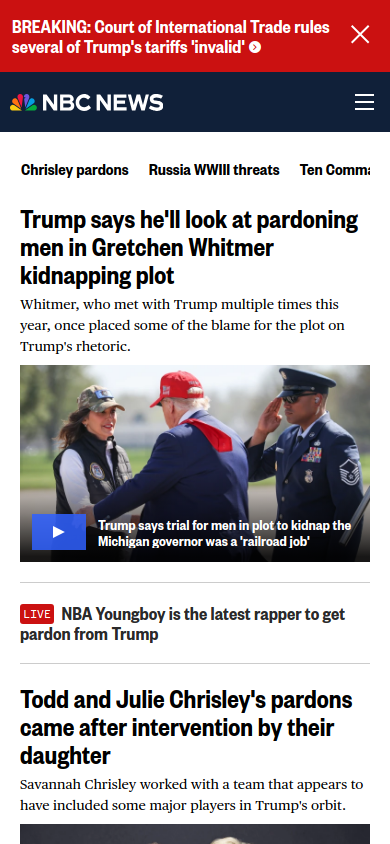 BREAKING: Court of International Trade rules
several of Trump's tariffs 'invalid'
NBC NEWS
Chrisley pardons Russia WWIII threats Ten Comma
Trump says he'll look at pardoning
men in Gretchen Whitmer
kidnapping plot
Whitmer, who met with Trump multiple times this
year, once placed some of the blame for the plot on
Trump's rhetoric.
Trump says trial for men in plot to kidnap the
Michigan governor was a 'railroad job'
LIVE NBA Youngboy is the latest rapper to get
pardon from Trump
Todd and Julie Chrisley's pardons
came after intervention by their
daughter
Savannah Chrisley worked with a team that appears to
have included some major players in Trump's orbit.